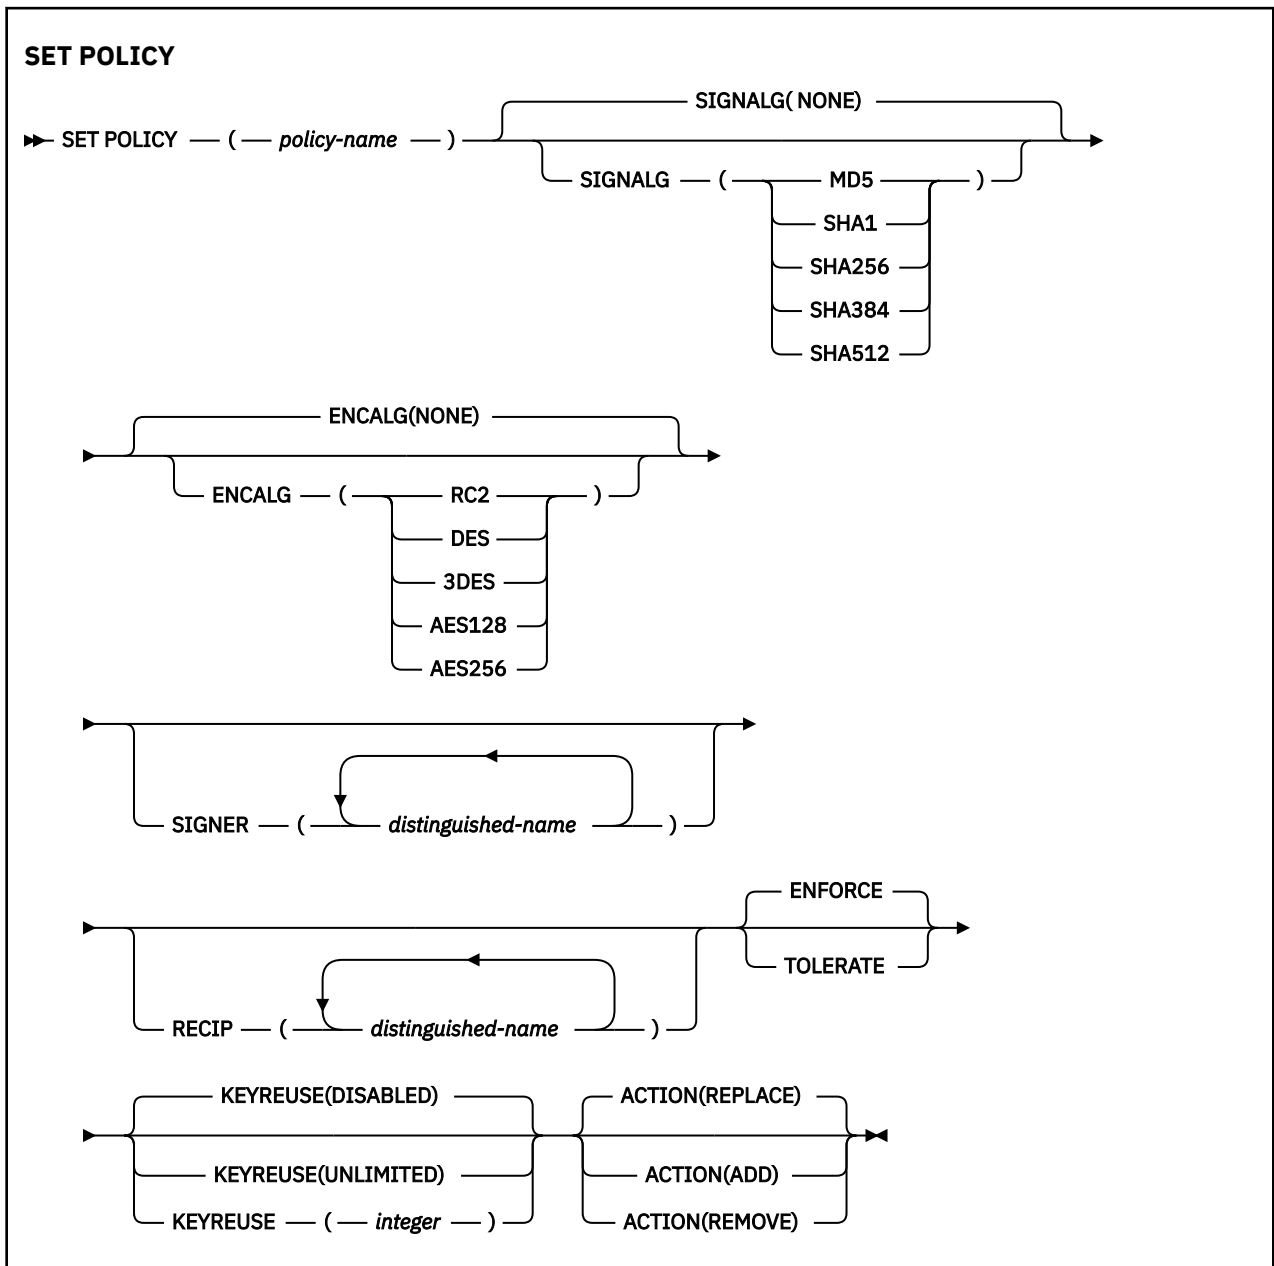 SET POLICY
SIGNALG( NONE)
SET POLICY ( policy-name )
SIGNALG ( MD5 )
SHA1
SHA256
SHA384
SHA512
ENCALG(NONE)
ENCALG ( RC2 )
DES
3DES
AES128
AES256
SIGNER ( distinguished-name )
ENFORCE
TOLERATE
RECIP ( distinguished-name )
KEYREUSE(DISABLED) ACTION(REPLACE)
KEYREUSE(UNLIMITED) ACTION(ADD)
KEYREUSE ( integer ) ACTION(REMOVE)